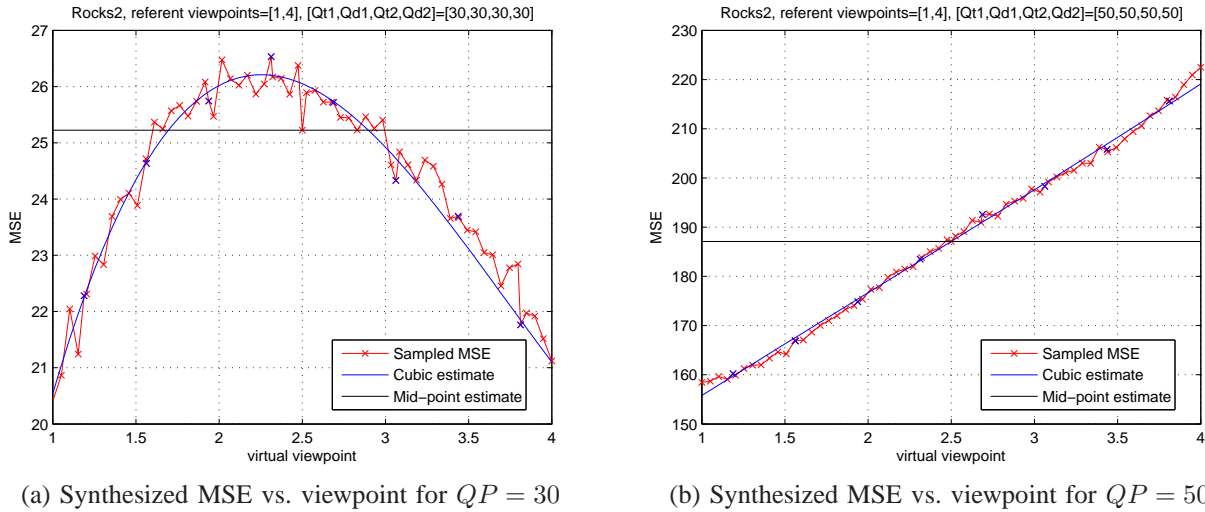 Rocks2, referent viewpoints=[1,4], [Qt1,Qd1,Qt2,Qd2]=[30,30,30,30]
27
26
25
24
23
22
21
20
MSE
Sampled MSE
Cubic estimate
Mid−point estimate
1 1.5 2 2.5 3 3.5 4
virtual viewpoint
(a) Synthesized MSE vs. viewpoint for QP = 30
Rocks2, referent viewpoints=[1,4], [Qt1,Qd1,Qt2,Qd2]=[50,50,50,50]
230
220
210
200
190
180
170
160
150
MSE
Sampled MSE
Cubic estimate
Mid−point estimate
1 1.5 2 2.5 3 3.5 4
virtual viewpoint
(b) Synthesized MSE vs. viewpoint for QP = 50